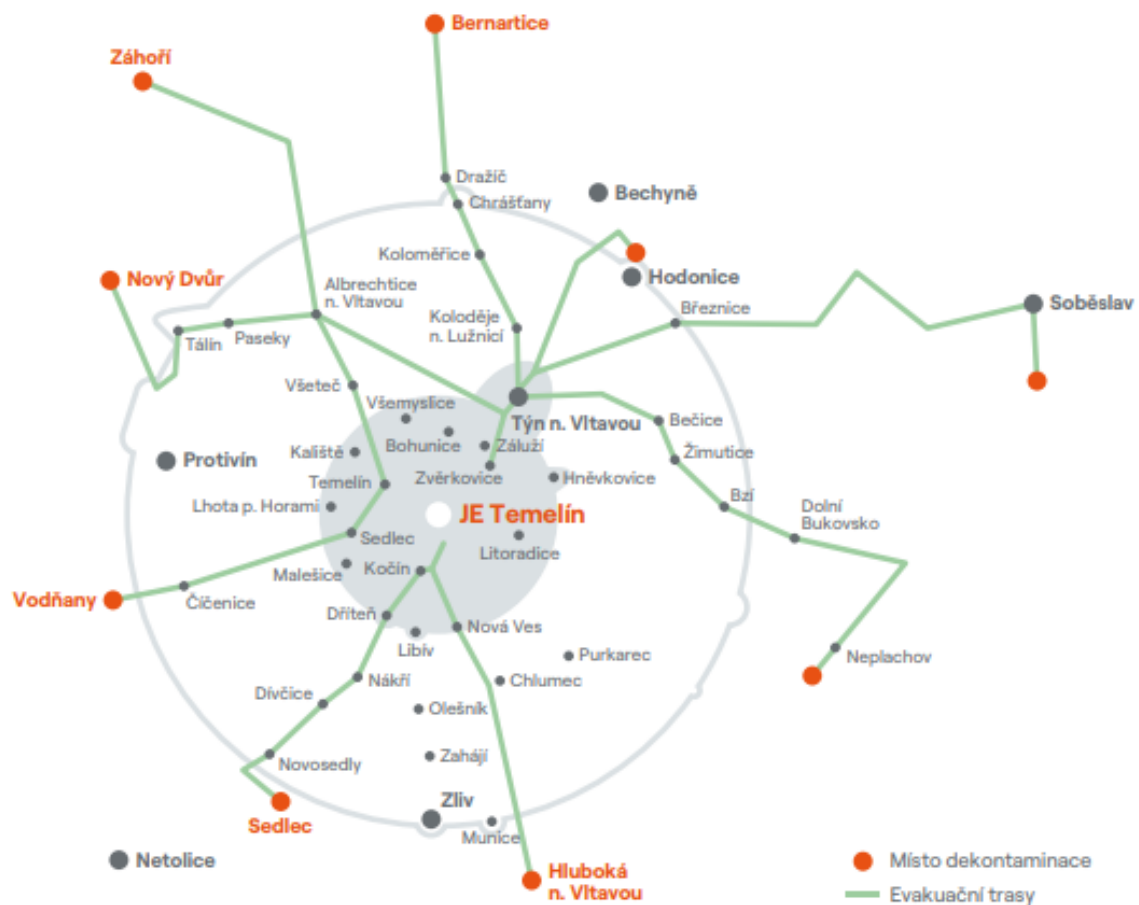 Bernartice
Záhoří
Dražíč
Bechyně
Chrášťany
Koloměřice
Nový Dvůr
Albrechtice
n. Vltavou
Hodonice
Březnice
Soběslav
Koloděje
n. Lužnicí
Tálín
Paseky
Všeteč
Všemyslice
Týn n. Vltavou
Bečice
Bohunice
Záluží
Kaliště
Protivín
Žimutice
Temelín
Zvěrkovice
Hněvkovice
Lhota p. Horami
Bzí
Dolní
Bukovsko
JE Temelín
Sedlec
Litoradice
Malešice
Kočín
Vodňany
Číčenice
Dříteň
Nová Ves
Libív
Purkarec
Neplachov
Nákří
Chlumec
Dívčice
Olešník
Zahájí
Novosedly
Zliv
Sedlec
Munice
Netolice
Hluboká
n. Vltavou
Místo dekontaminace
Evakuační trasy